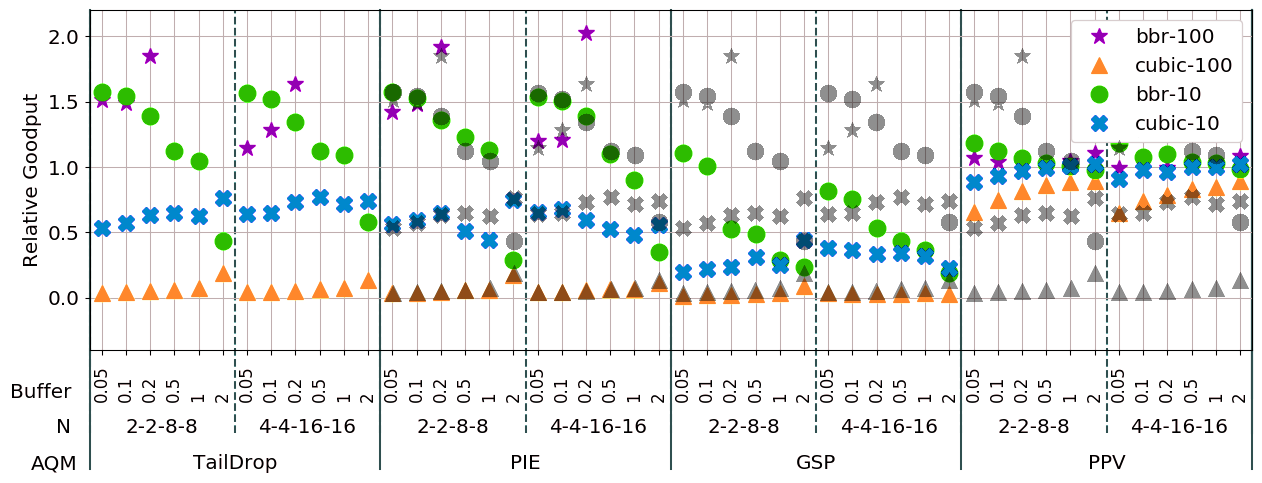 2.0
1.5
1.0
0.5
0.0
Relative Goodput
bbr-100
cubic-100
bbr-10
cubic-10
Buffer 0.05 0.1 0.2 0.5 1 2 0.05 0.1 0.2 0.5 1 2 0.05 0.1 0.2 0.5 1 2 0.05 0.1 0.2 0.5 1 2 0.05 0.1 0.2 0.5 1 2 0.05 0.1 0.2 0.5 1 2 0.05 0.1 0.2 0.5 1 2 0.05 0.1 0.2 0.5 1 2
N 2-2-8-8 4-4-16-16 2-2-8-8 4-4-16-16 2-2-8-8 4-4-16-16 2-2-8-8 4-4-16-16
AQM TailDrop PIE GSP PPV